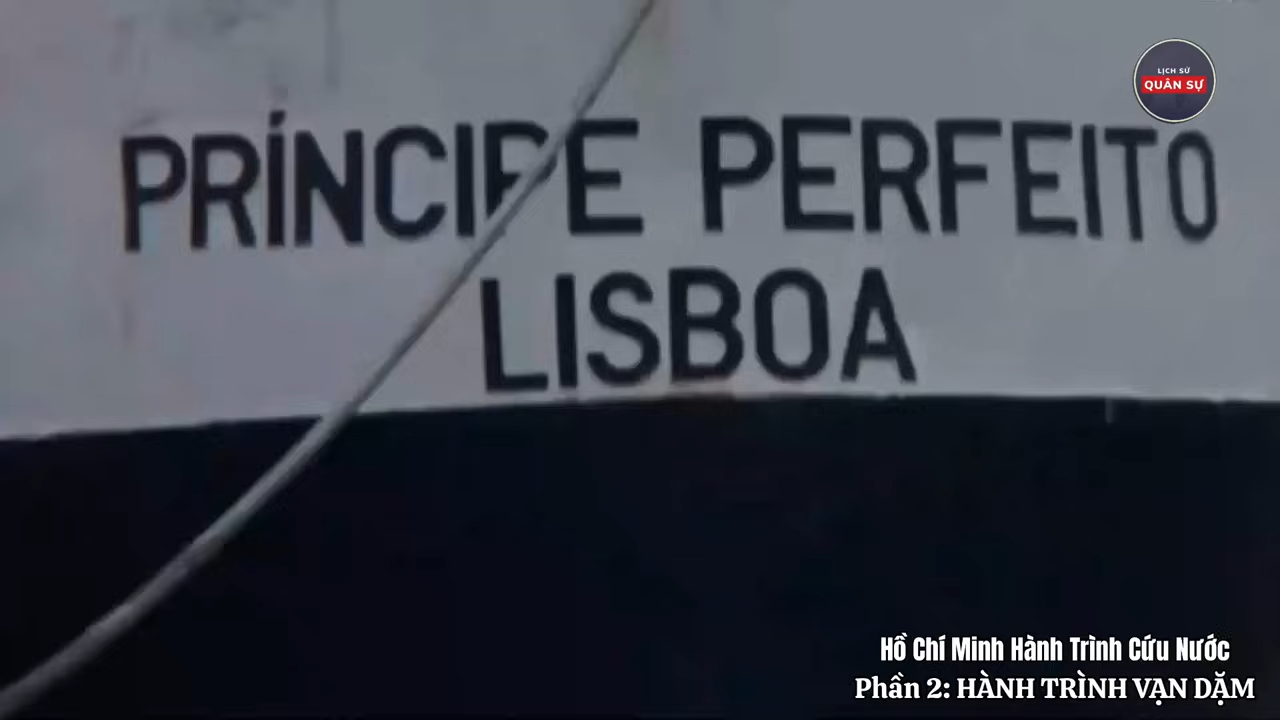 LỊCH SỬ
QUÂN SỰ
PRÍNCIPE PERFEITO
LISBOA
Hồ Chí Minh Hành Trình Cứu Nước
Phần 2: HÀNH TRÌNH VẠN DẶM